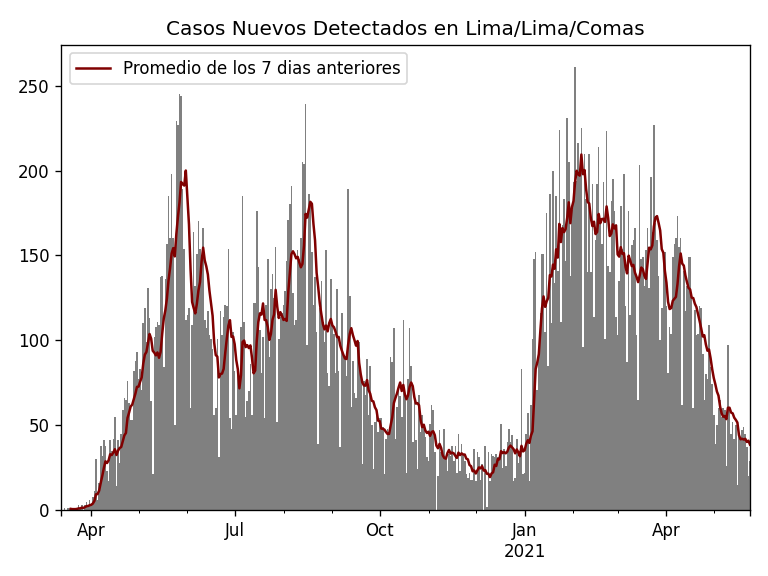 Casos Nuevos Detectados en Lima/Lima/Comas
Promedio de los 7 dias anteriores
250
200
150
100
50
0
Apr Jul Oct Jan Apr
2021